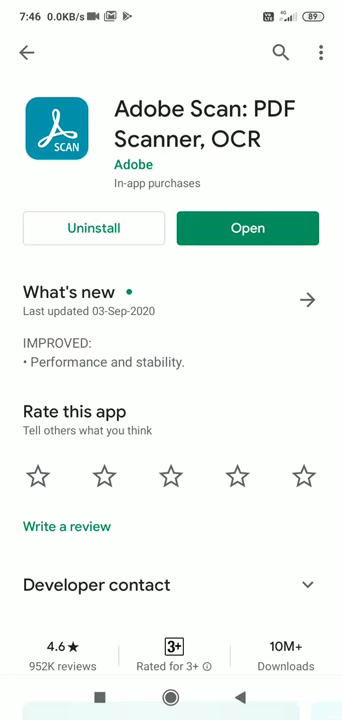 7:46 0.0KB/s 4G 89
Adobe Scan: PDF
Scanner, OCR
SCAN
Adobe
In-app purchases
Uninstall Open
What's new
Last updated 03-Sep-2020
IMPROVED:
• Performance and stability.
Rate this app
Tell others what you think
Write a review
Developer contact
4.6★ 3+ 10M+
952K reviews Rated for 3+ Downloads